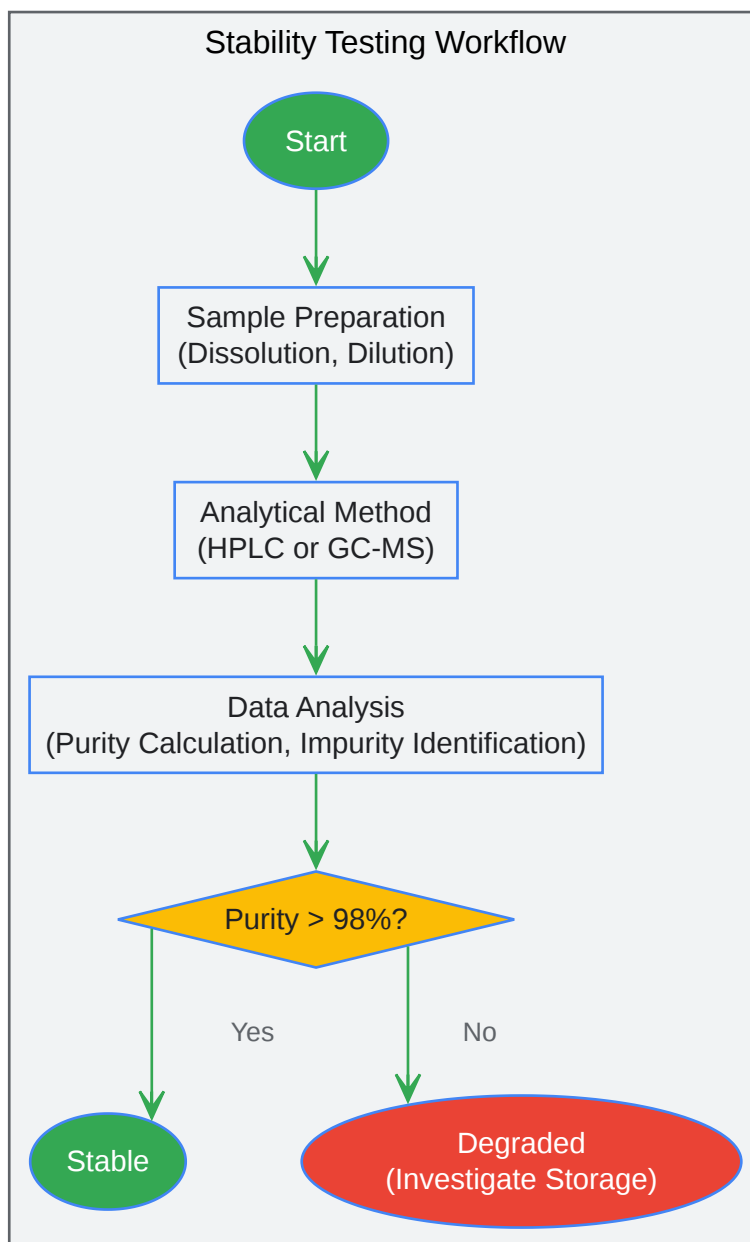 Stability Testing Workflow
Start
Sample Preparation
(Dissolution, Dilution)
Analytical Method
(HPLC or GC-MS)
Data Analysis
(Purity Calculation, Impurity Identification)
Purity > 98%?
Yes
No
Stable
Degraded
(Investigate Storage)